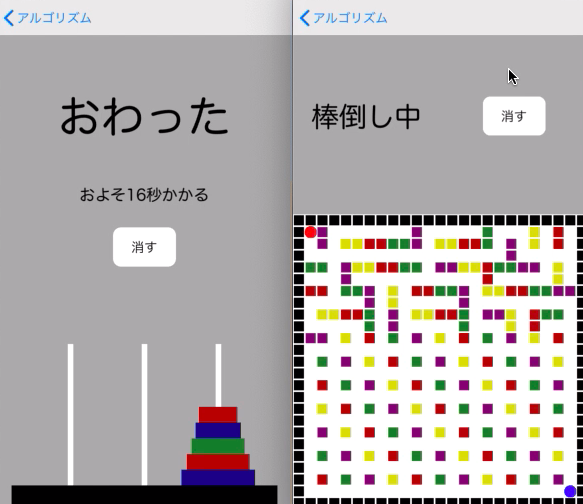 アルゴリズム
おわった
およそ16秒かかる
消す
アルゴリズム
棒倒し中
消す